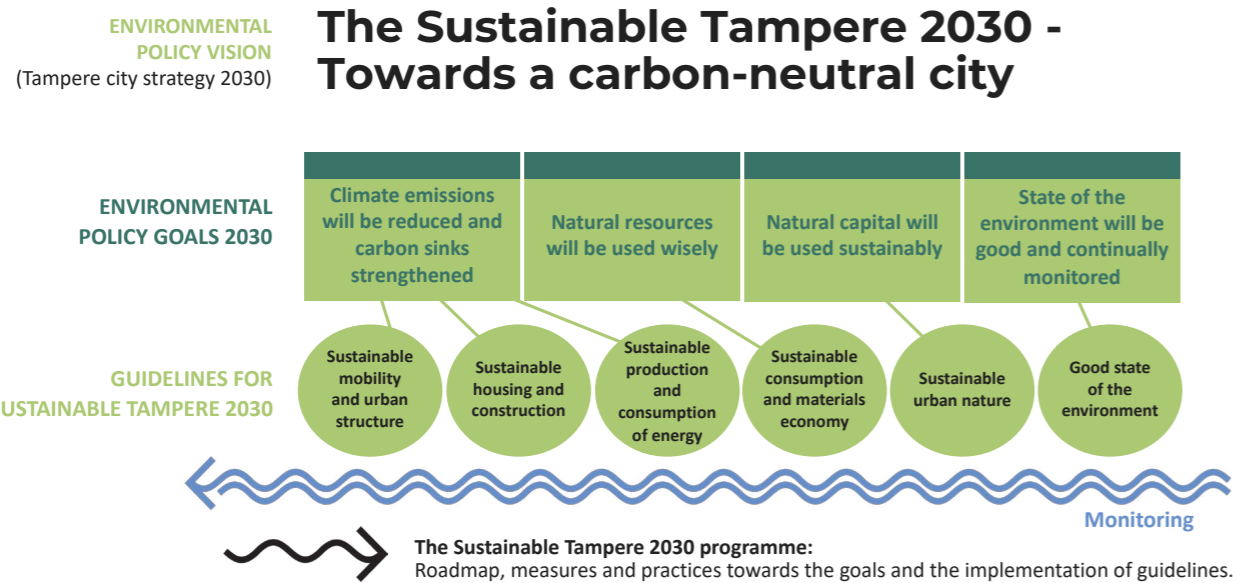 ENVIRONMENTAL
POLICY VISION
(Tampere city strategy 2030)
The Sustainable Tampere 2030 -
Towards a carbon-neutral city
ENVIRONMENTAL
POLICY GOALS 2030
Climate emissions
will be reduced and
carbon sinks
strengthened
Natural resources
will be used wisely
Natural capital will
be used sustainably
State of the
environment will be
good and continually
monitored
GUIDELINES FOR
USTAINABLE TAMPERE 2030
Sustainable
mobility
and urban
structure
Sustainable
housing and
construction
Sustainable
production
and
consumption
of energy
Sustainable
consumption
and materials
economy
Sustainable
urban nature
Good state
of the
environment
Monitoring
The Sustainable Tampere 2030 programme:
Roadmap, measures and practices towards the goals and the implementation of guidelines.